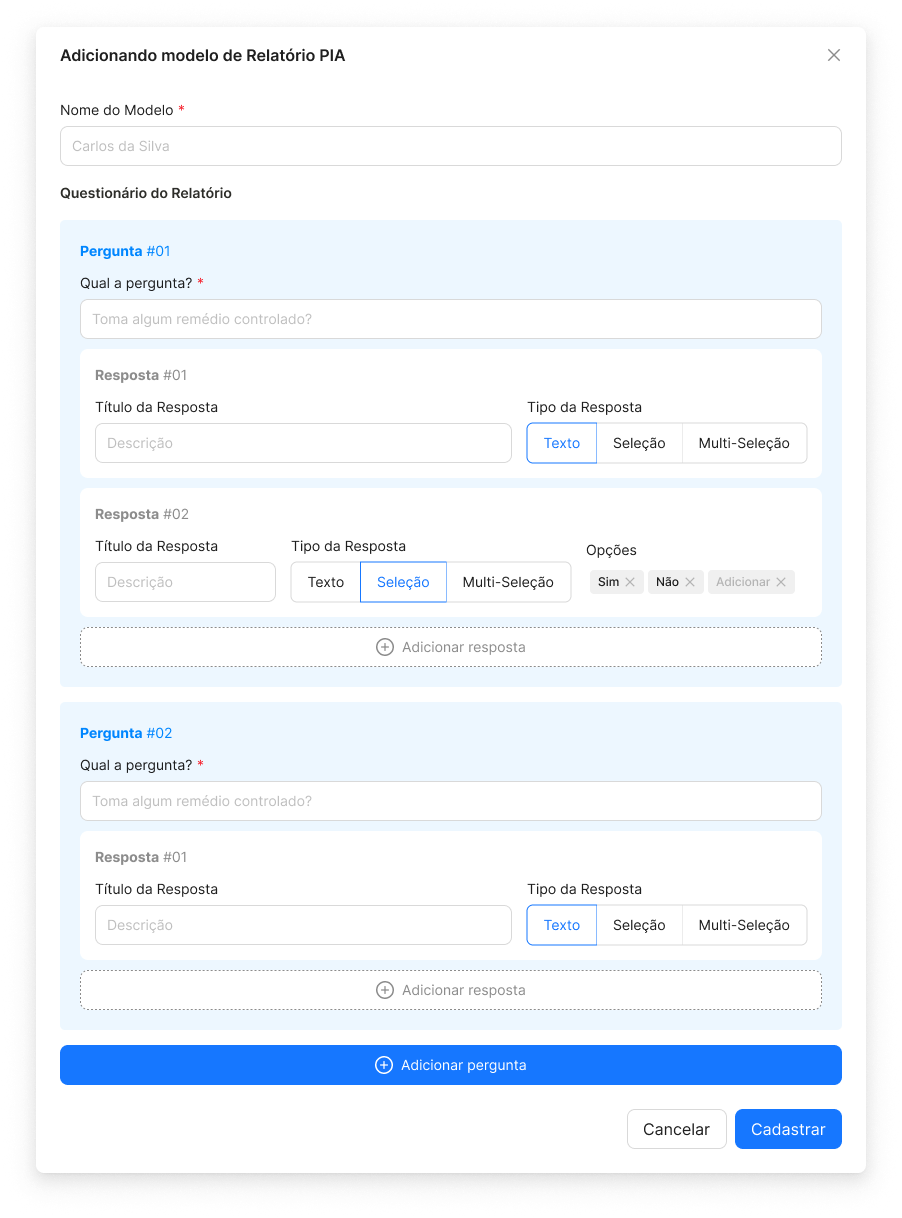 Adicionando modelo de Relatório PIA
Nome do Modelo *
Carlos da Silva
Questionário do Relatório
Pergunta #01
Qual a pergunta? *
Toma algum remédio controlado?
Resposta #01
Título da Resposta Tipo da Resposta
Descrição Texto Seleção Multi-Seleção
Resposta #02
Título da Resposta Tipo da Resposta Opções
Descrição Texto Seleção Multi-Seleção Sim Não Adicionar
Adicionar resposta
Pergunta #02
Qual a pergunta? *
Toma algum remédio controlado?
Resposta #01
Título da Resposta Tipo da Resposta
Descrição Texto Seleção Multi-Seleção
Adicionar resposta
Adicionar pergunta
Cancelar Cadastrar